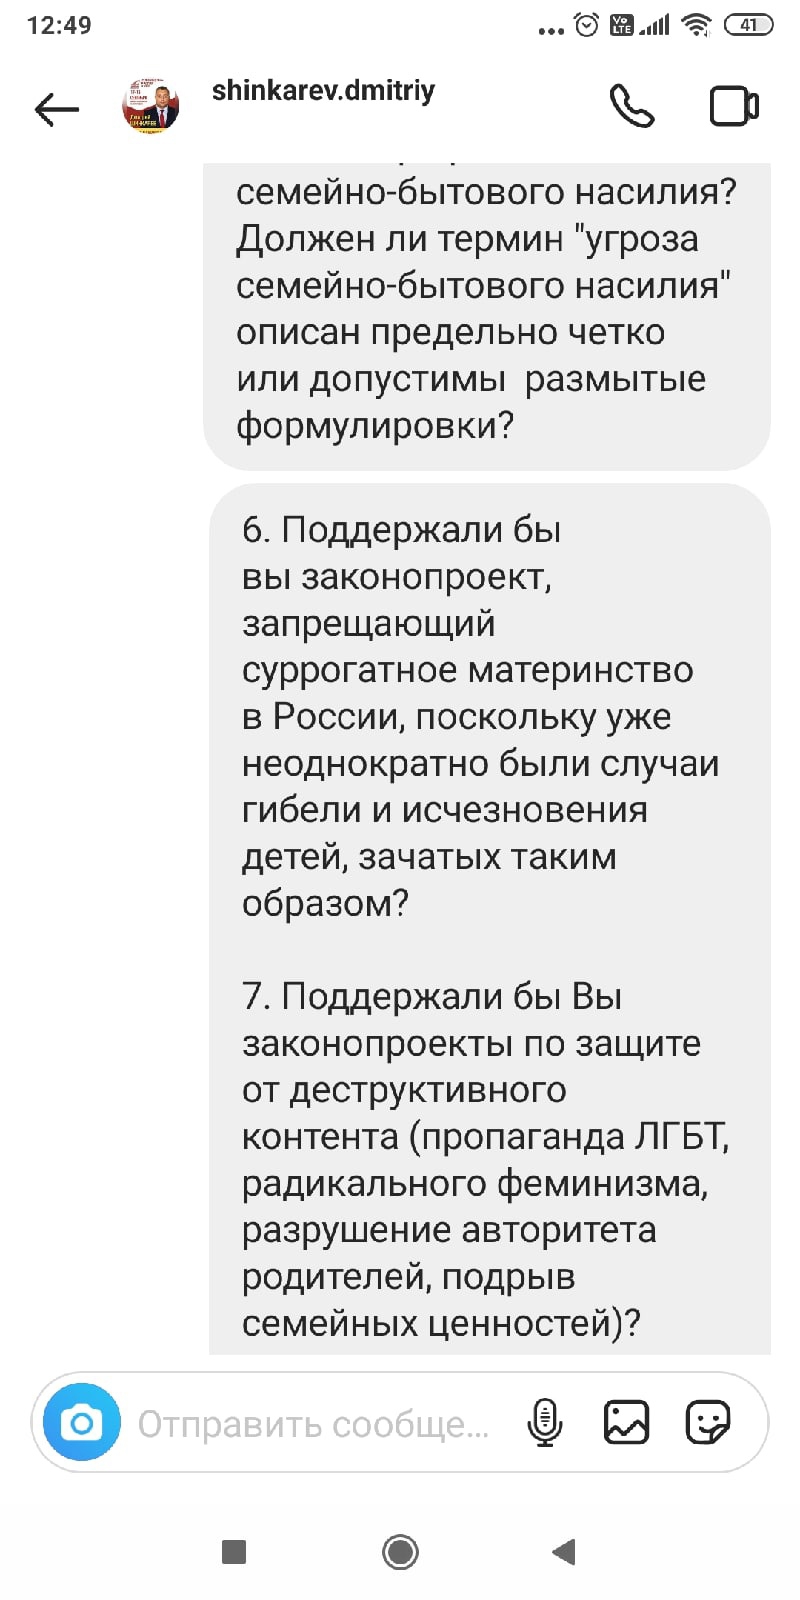 12:49
Vo
LTE
41
shinkarev.dmitriy
семейно-бытового насилия?
Должен ли термин "угроза
семейно-бытового насилия"
описан предельно четко
или допустимы размытые
формулировки?
6. Поддержали бы
вы законопроект,
запрещающий
суррогатное материнство
в России, поскольку уже
неоднократно были случаи
гибели и исчезновения
детей, зачатых таким
образом?
7. Поддержали бы Вы
законопроекты по защите
от деструктивного
контента (пропаганда ЛГБТ,
радикального феминизма,
разрушение авторитета
родителей, подрыв
семейных ценностей)?
Отправить сообще...